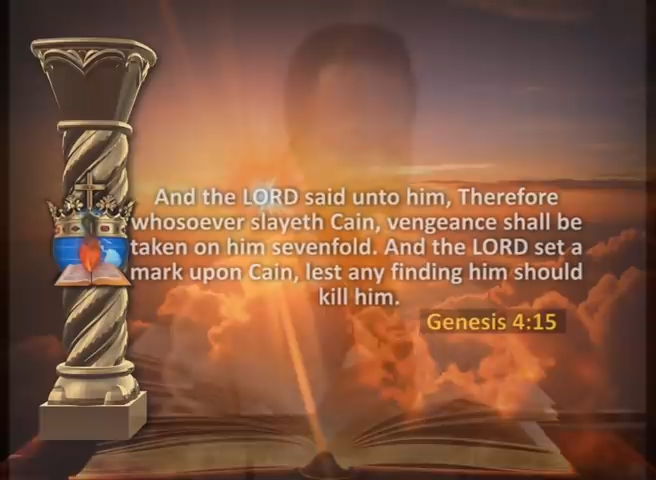 And the LORD said unto him, Therefore
whosoever slayeth Cain, vengeance shall be
taken on him sevenfold. And the LORD set a
mark upon Cain, lest any finding him should
kill him.
Genesis 4:15